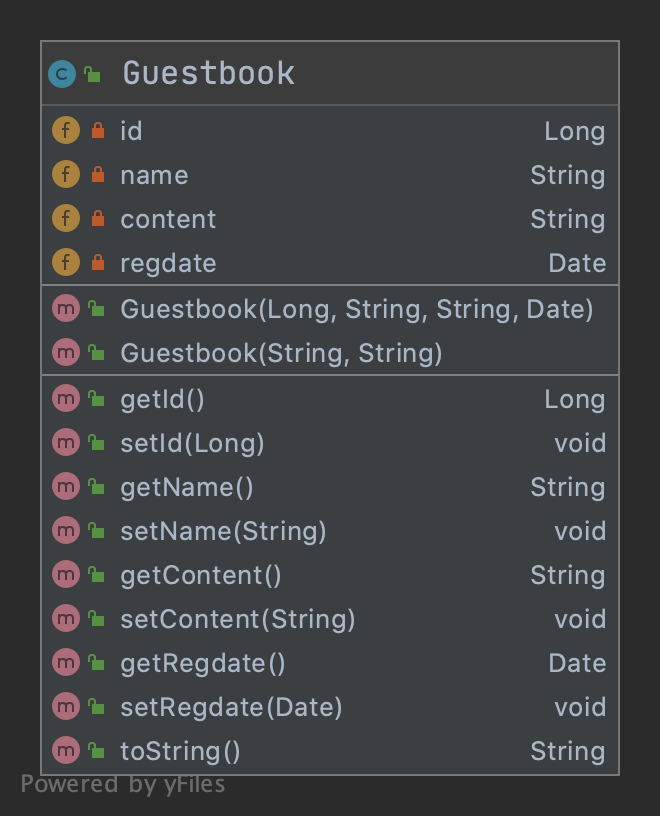 C Guestbook
f id Long
f name String
f content String
f regdate Date
m Guestbook(Long, String, String, Date)
m Guestbook(String, String)
m getId() Long
m setId(Long) void
m getName() String
m setName(String) void
m getContent() String
m setContent(String) void
m getRegdate() Date
m setRegdate(Date) void
m toString() String
Powered by yFiles